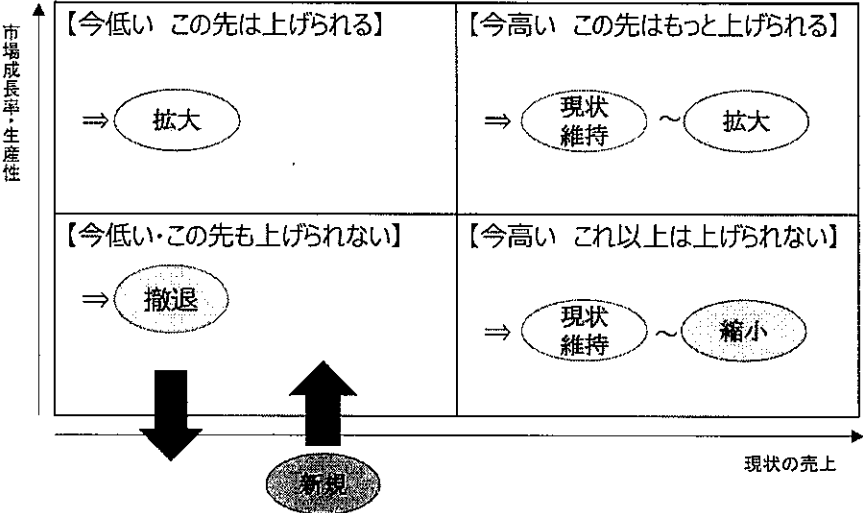 市場成長率・生産性
【今低い この先は上げられる】
⇒ 拡大
【今高い この先はもっと上げられる】
⇒ 現状維持 ~ 拡大
【今低い・この先も上げられない】
⇒ 撤退
【今高い これ以上は上げられない】
⇒ 現状維持 ~ 縮小
現状の売上
新規